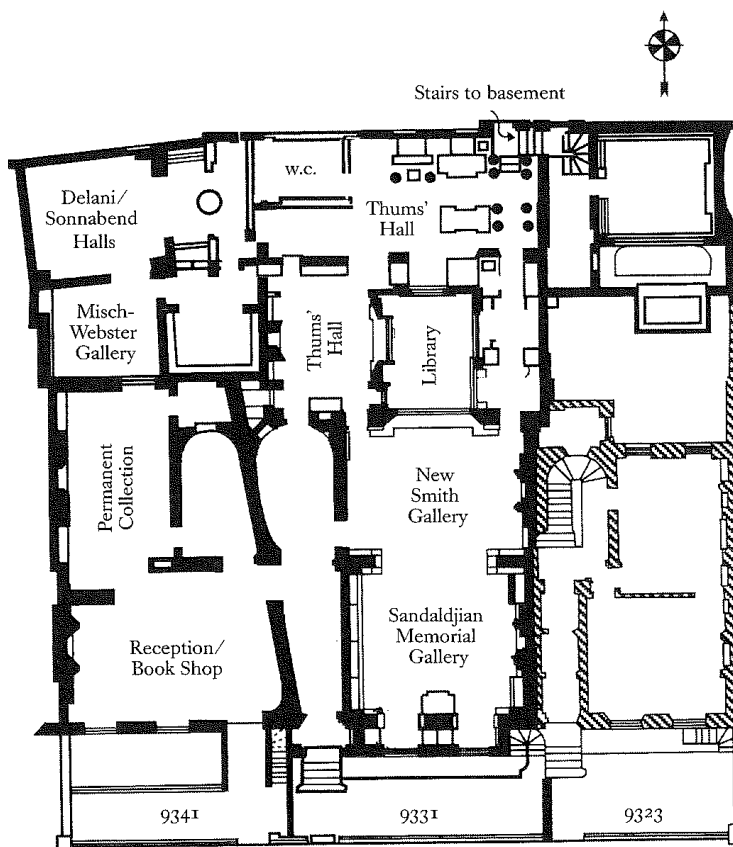 Stairs to basement
w.c.
Delani/
Sonnabend
Halls
Thums'
Hall
Misch-
Webster
Gallery
Thums'
Hall
Library
Permanent
Collection
New
Smith
Gallery
Sandaldjian
Memorial
Gallery
Reception/
Book Shop
9341
9331
9323